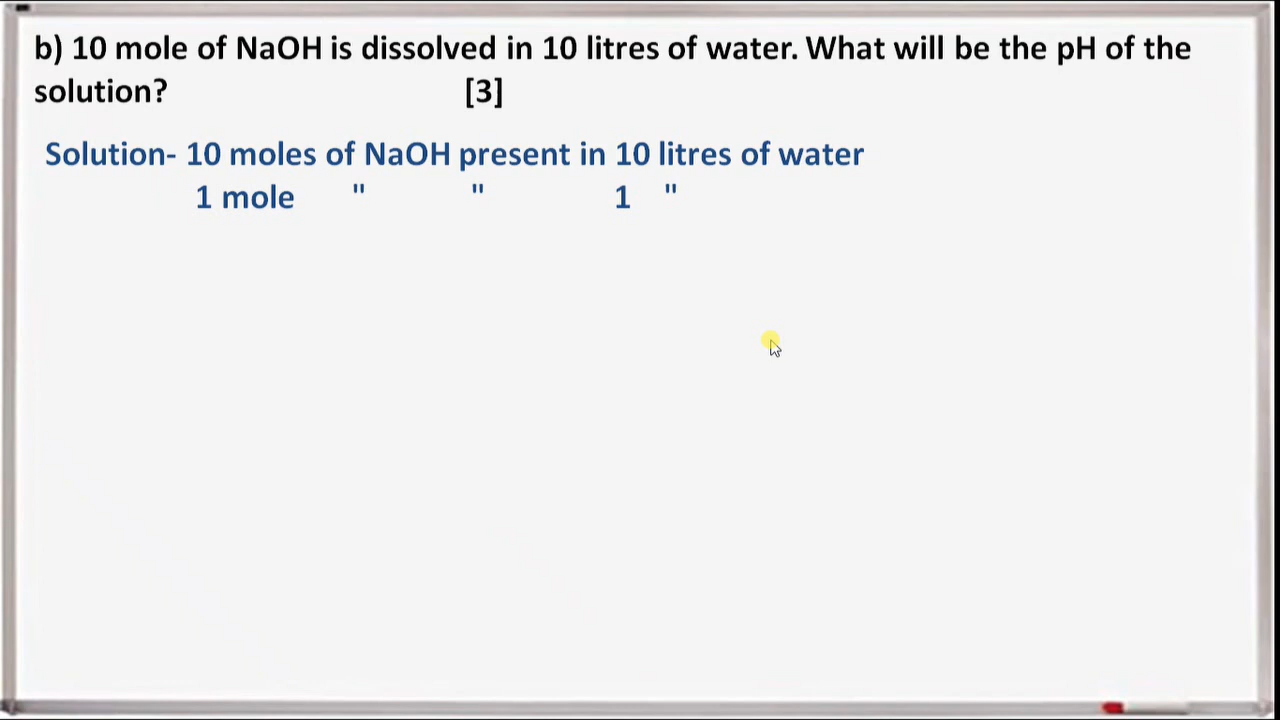 b) 10 mole of NaOH is dissolved in 10 litres of water. What will be the pH of the
solution? [3]
Solution- 10 moles of NaOH present in 10 litres of water
1 mole " " 1 "